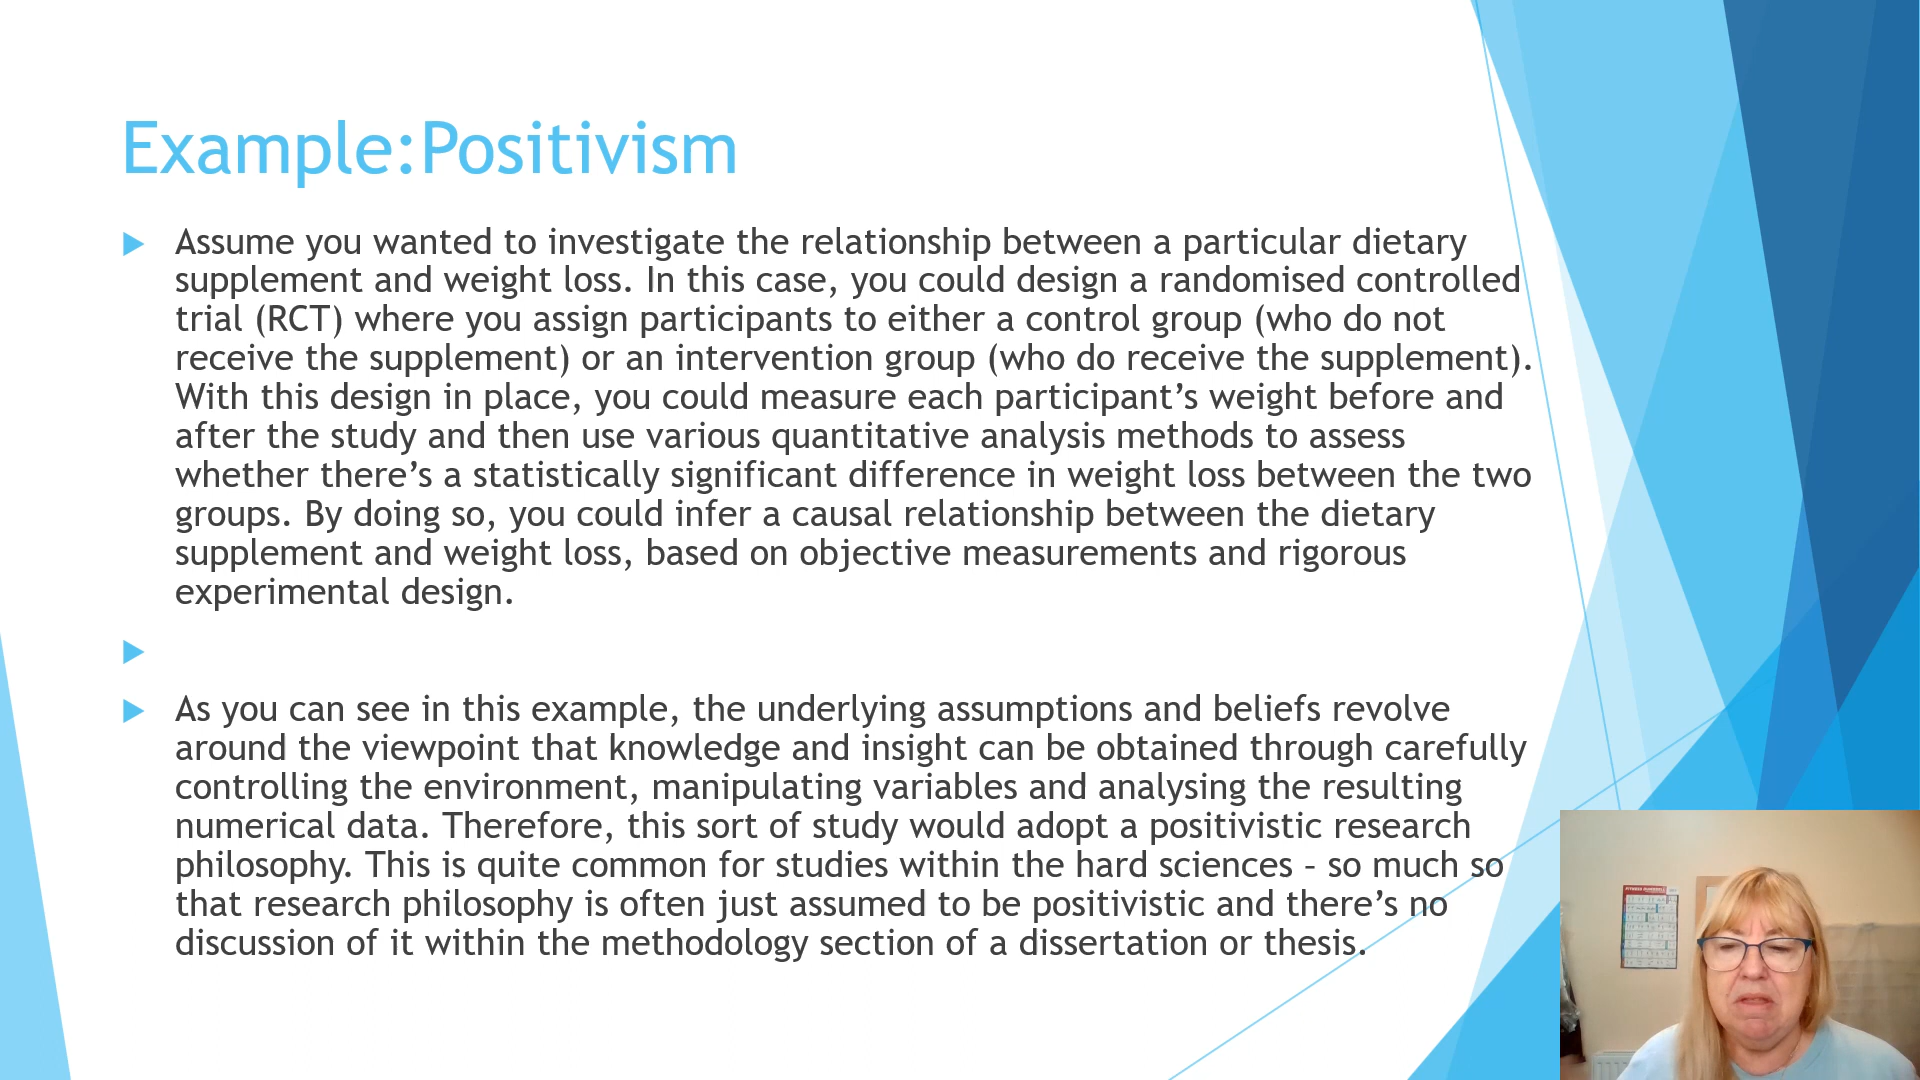 Example:Positivism
Assume you wanted to investigate the relationship between a particular dietary
supplement and weight loss. In this case, you could design a randomised controlled
trial (RCT) where you assign participants to either a control group (who do not
receive the supplement) or an intervention group (who do receive the supplement).
With this design in place, you could measure each participant’s weight before and
after the study and then use various quantitative analysis methods to assess
whether there’s a statistically significant difference in weight loss between the two
groups. By doing so, you could infer a causal relationship between the dietary
supplement and weight loss, based on objective measurements and rigorous
experimental design.
As you can see in this example, the underlying assumptions and beliefs revolve
around the viewpoint that knowledge and insight can be obtained through carefully
controlling the environment, manipulating variables and analysing the resulting
numerical data. Therefore, this sort of study would adopt a positivistic research
philosophy. This is quite common for studies within the hard sciences – so much so
that research philosophy is often just assumed to be positivistic and there’s no
discussion of it within the methodology section of a dissertation or thesis.